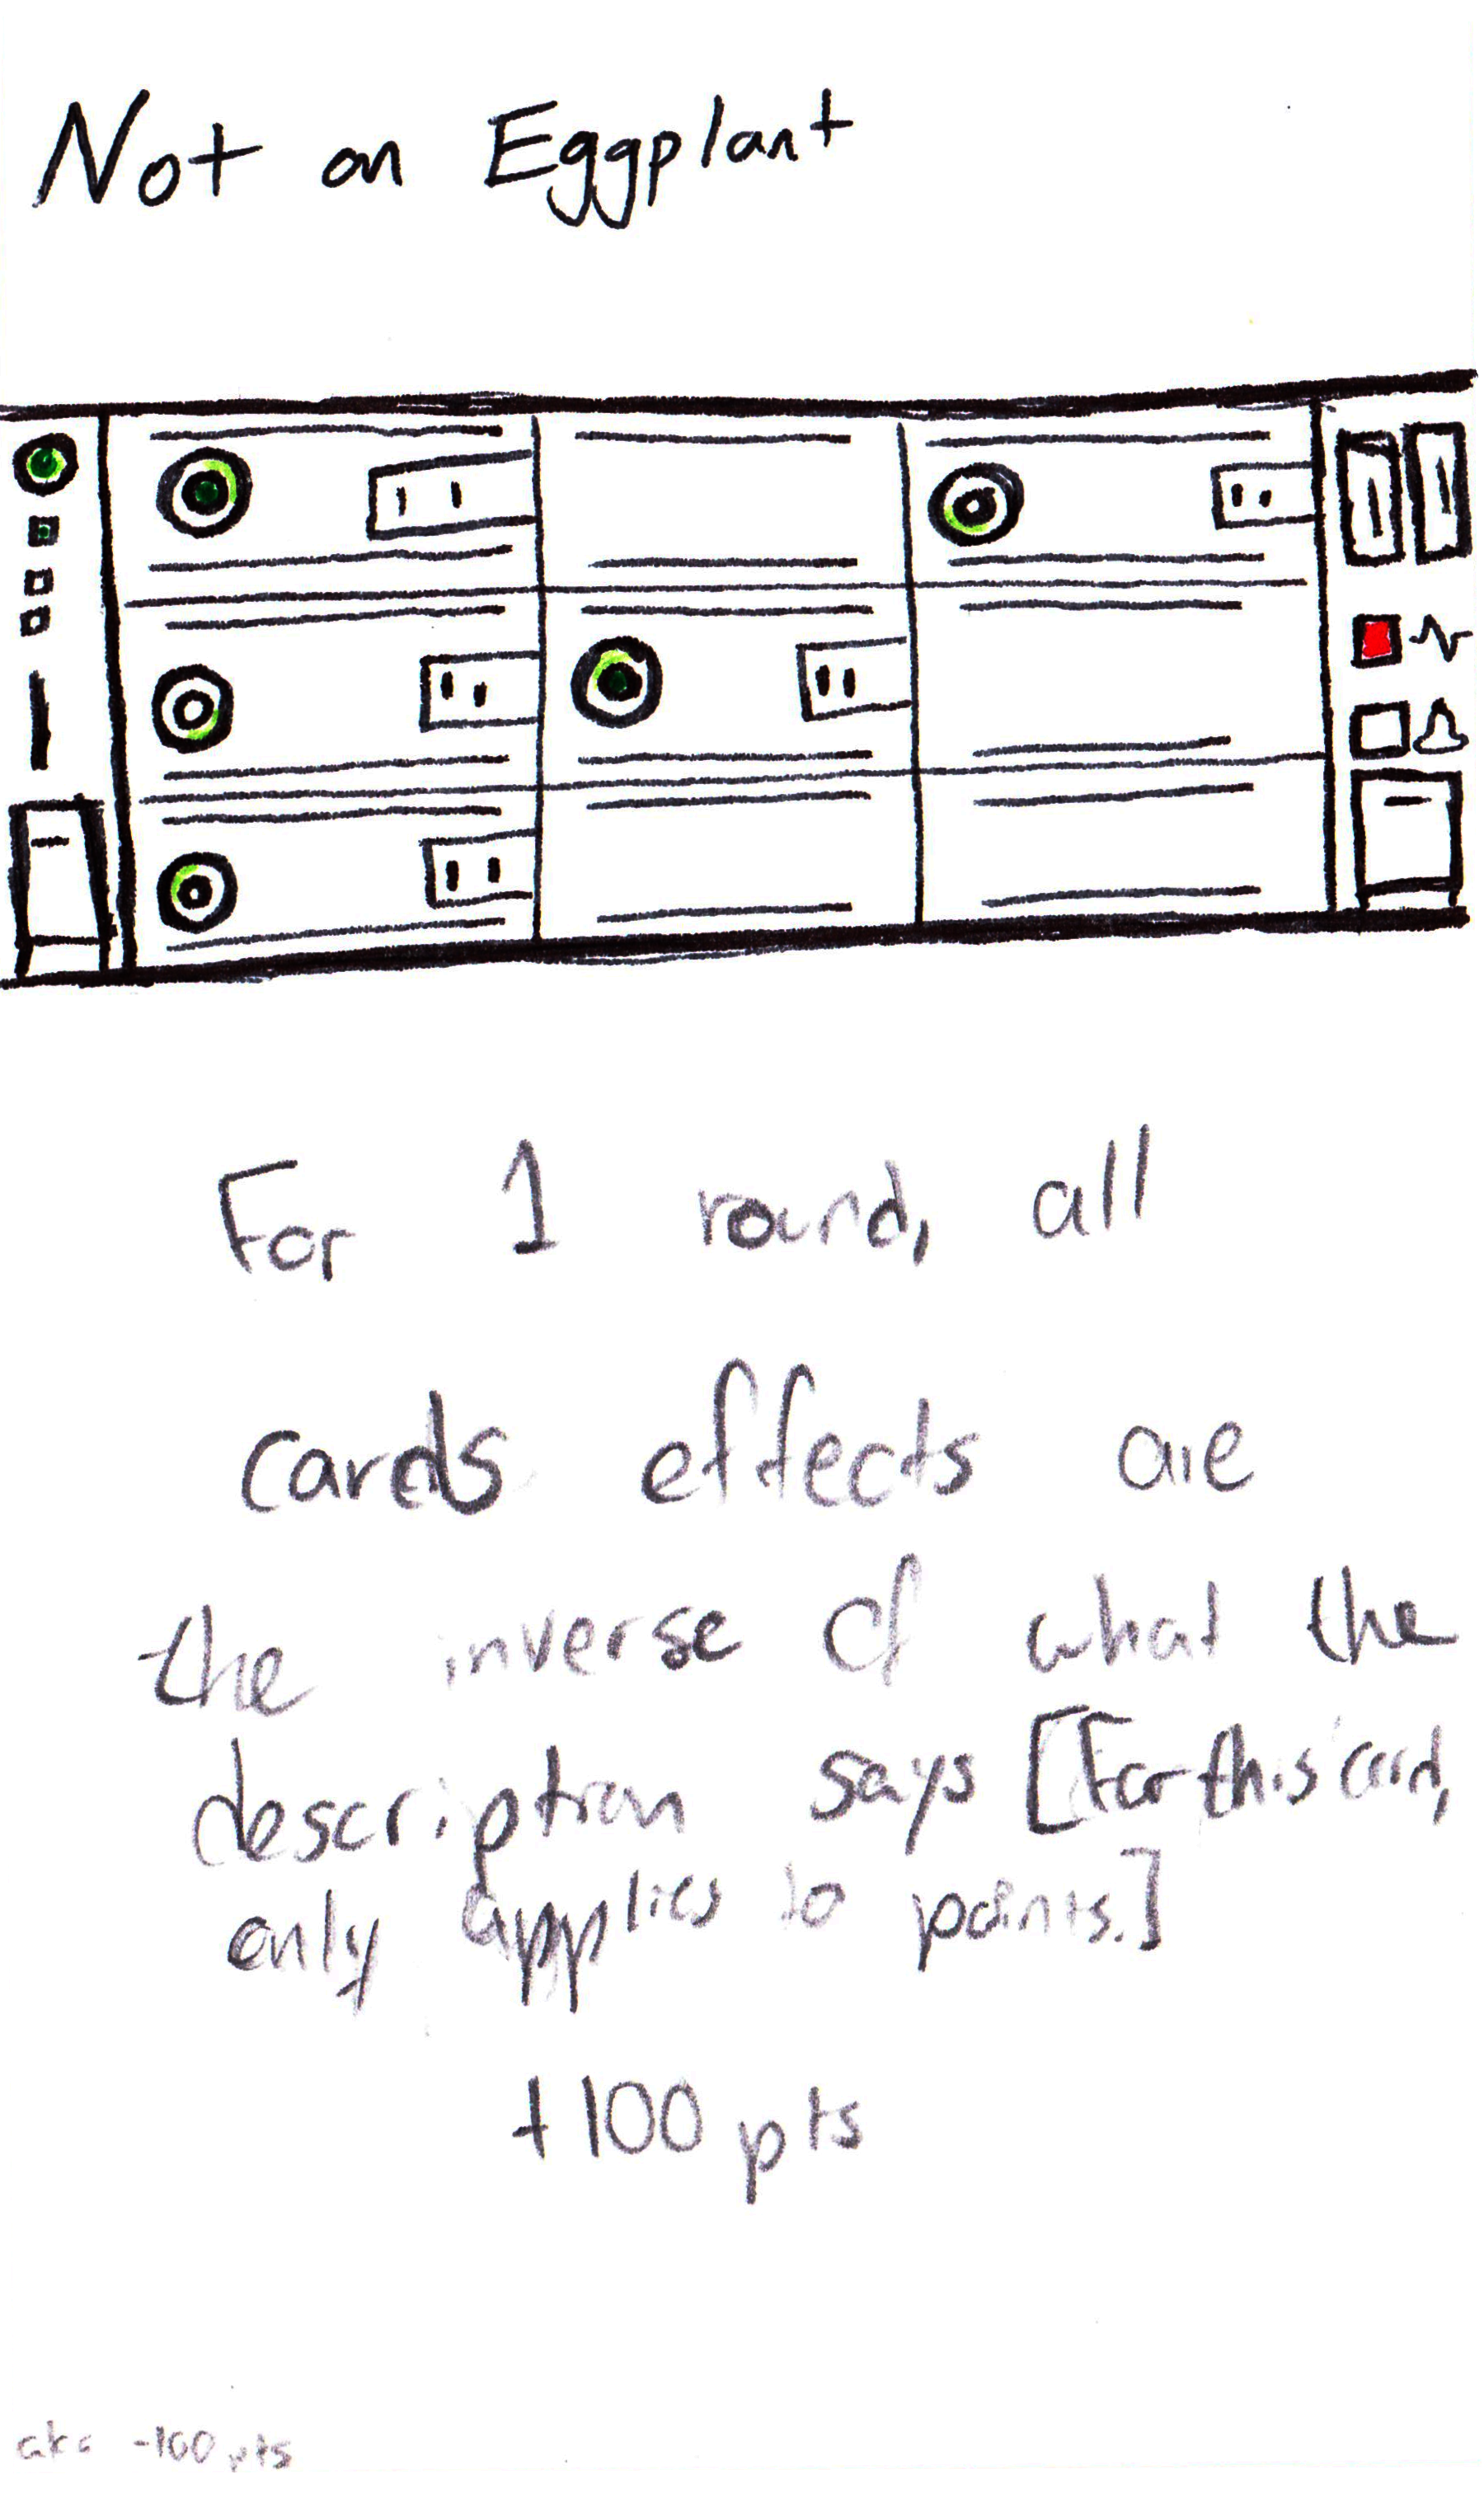 Not an Eggplant
For 1 round, all
cards effects are
the inverse of what the
description says [For this card,
only applies to points.]
+100 pts
aka -100 pts